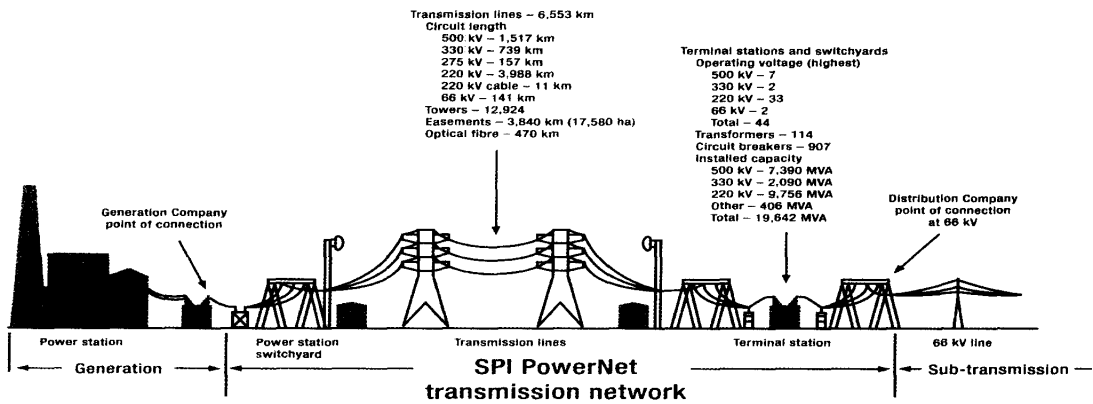 Transmission lines – 6,553 km
Circuit length
500 kV – 1,517 km
330 kV – 739 km
275 kV – 157 km
220 kV – 3,988 km
220 kV cable – 11 km
66 kV – 141 km
Towers – 12,924
Easements – 3,840 km (17,580 ha)
Optical fibre – 470 km
Terminal stations and switchyards
Operating voltage (highest)
500 kV – 7
330 kV – 2
220 kV – 33
66 kV – 2
Total – 44
Transformers – 114
Circuit breakers – 907
Installed capacity
500 kV – 7,390 MVA
330 kV – 2,090 MVA
220 kV – 9,756 MVA
Other – 406 MVA
Total – 19,642 MVA
Generation Company
point of connection
Distribution Company
point of connection
at 66 kV
Power station
Power station
switchyard
Transmission lines
Terminal station
66 kV line
Generation
SPI PowerNet
transmission network
Sub-transmission